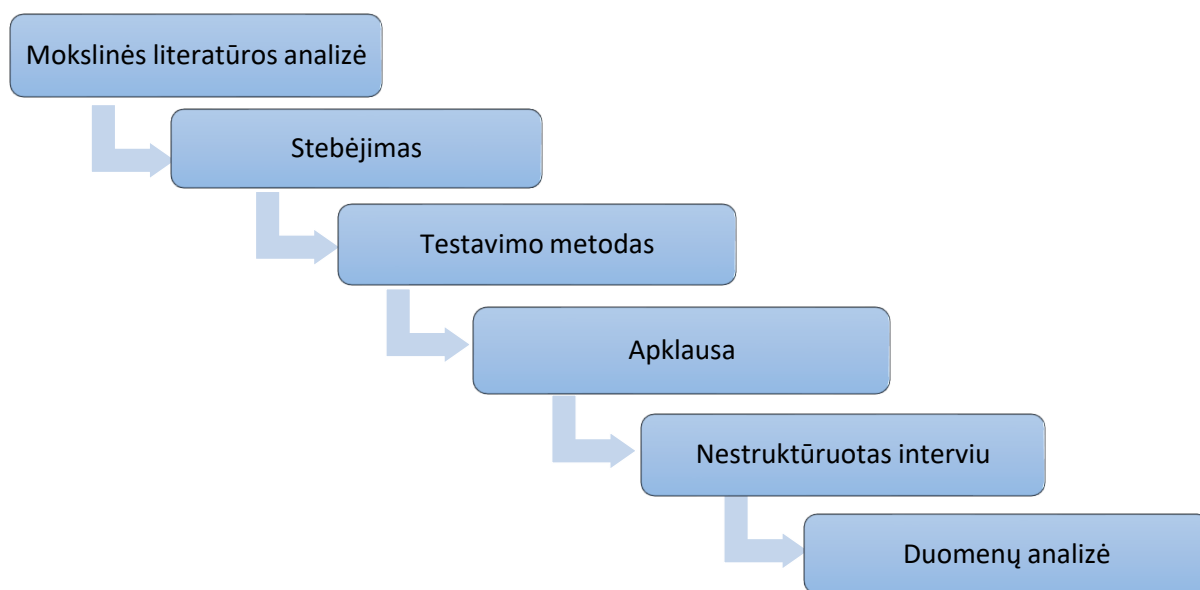 Mokslinės literatūros analizė
Stebėjimas
Testavimo metodas
Apklausa
Nestruktūruotas interviu
Duomenų analizė